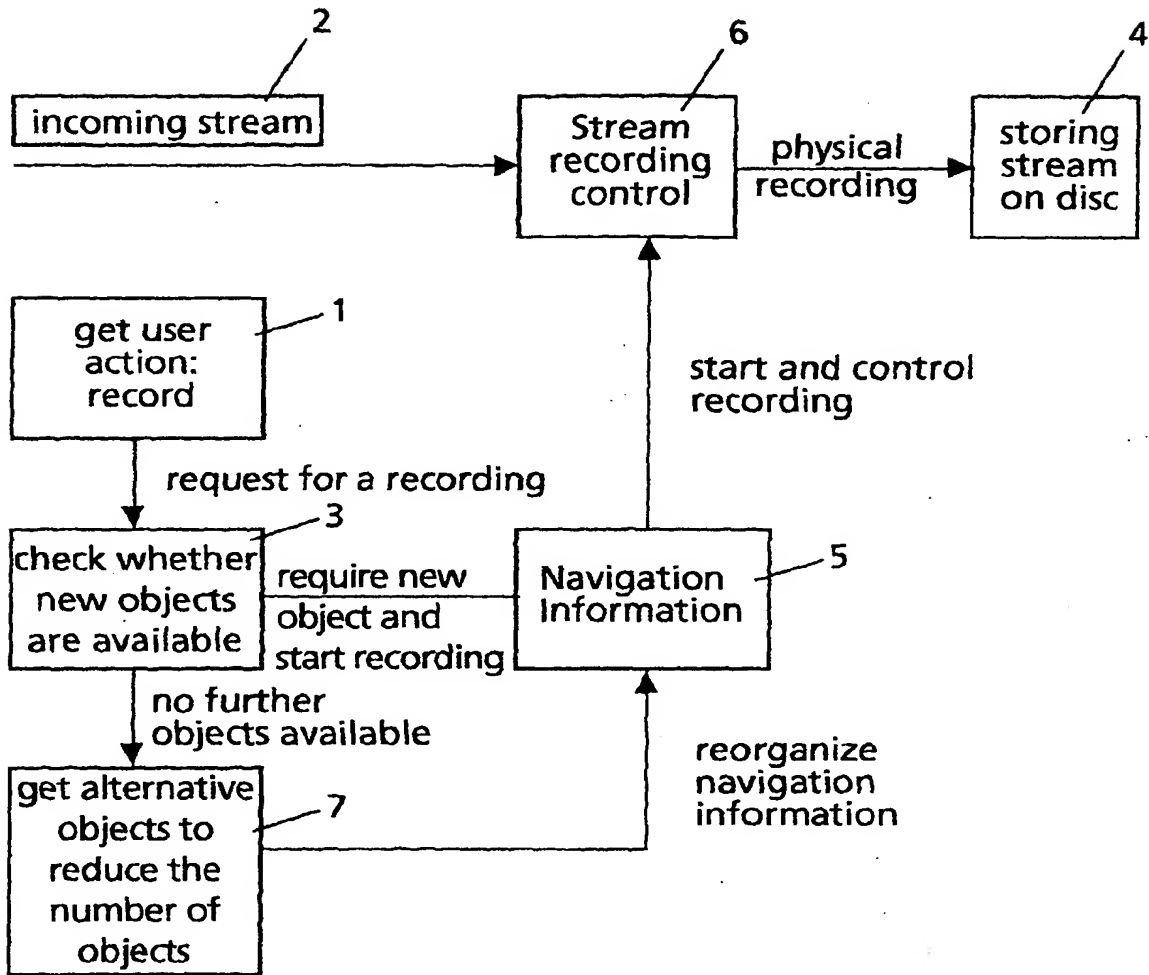 2
6
4
incoming stream
Stream
recording
control
physical
recording
storing
stream
on disc
1
get user
action:
record
start and control
recording
request for a recording
3
check whether
new objects
are available
require new
object and
start recording
5
Navigation
Information
no further
objects available
reorganize
navigation
information
7
get alternative
objects to
reduce the
number of
objects